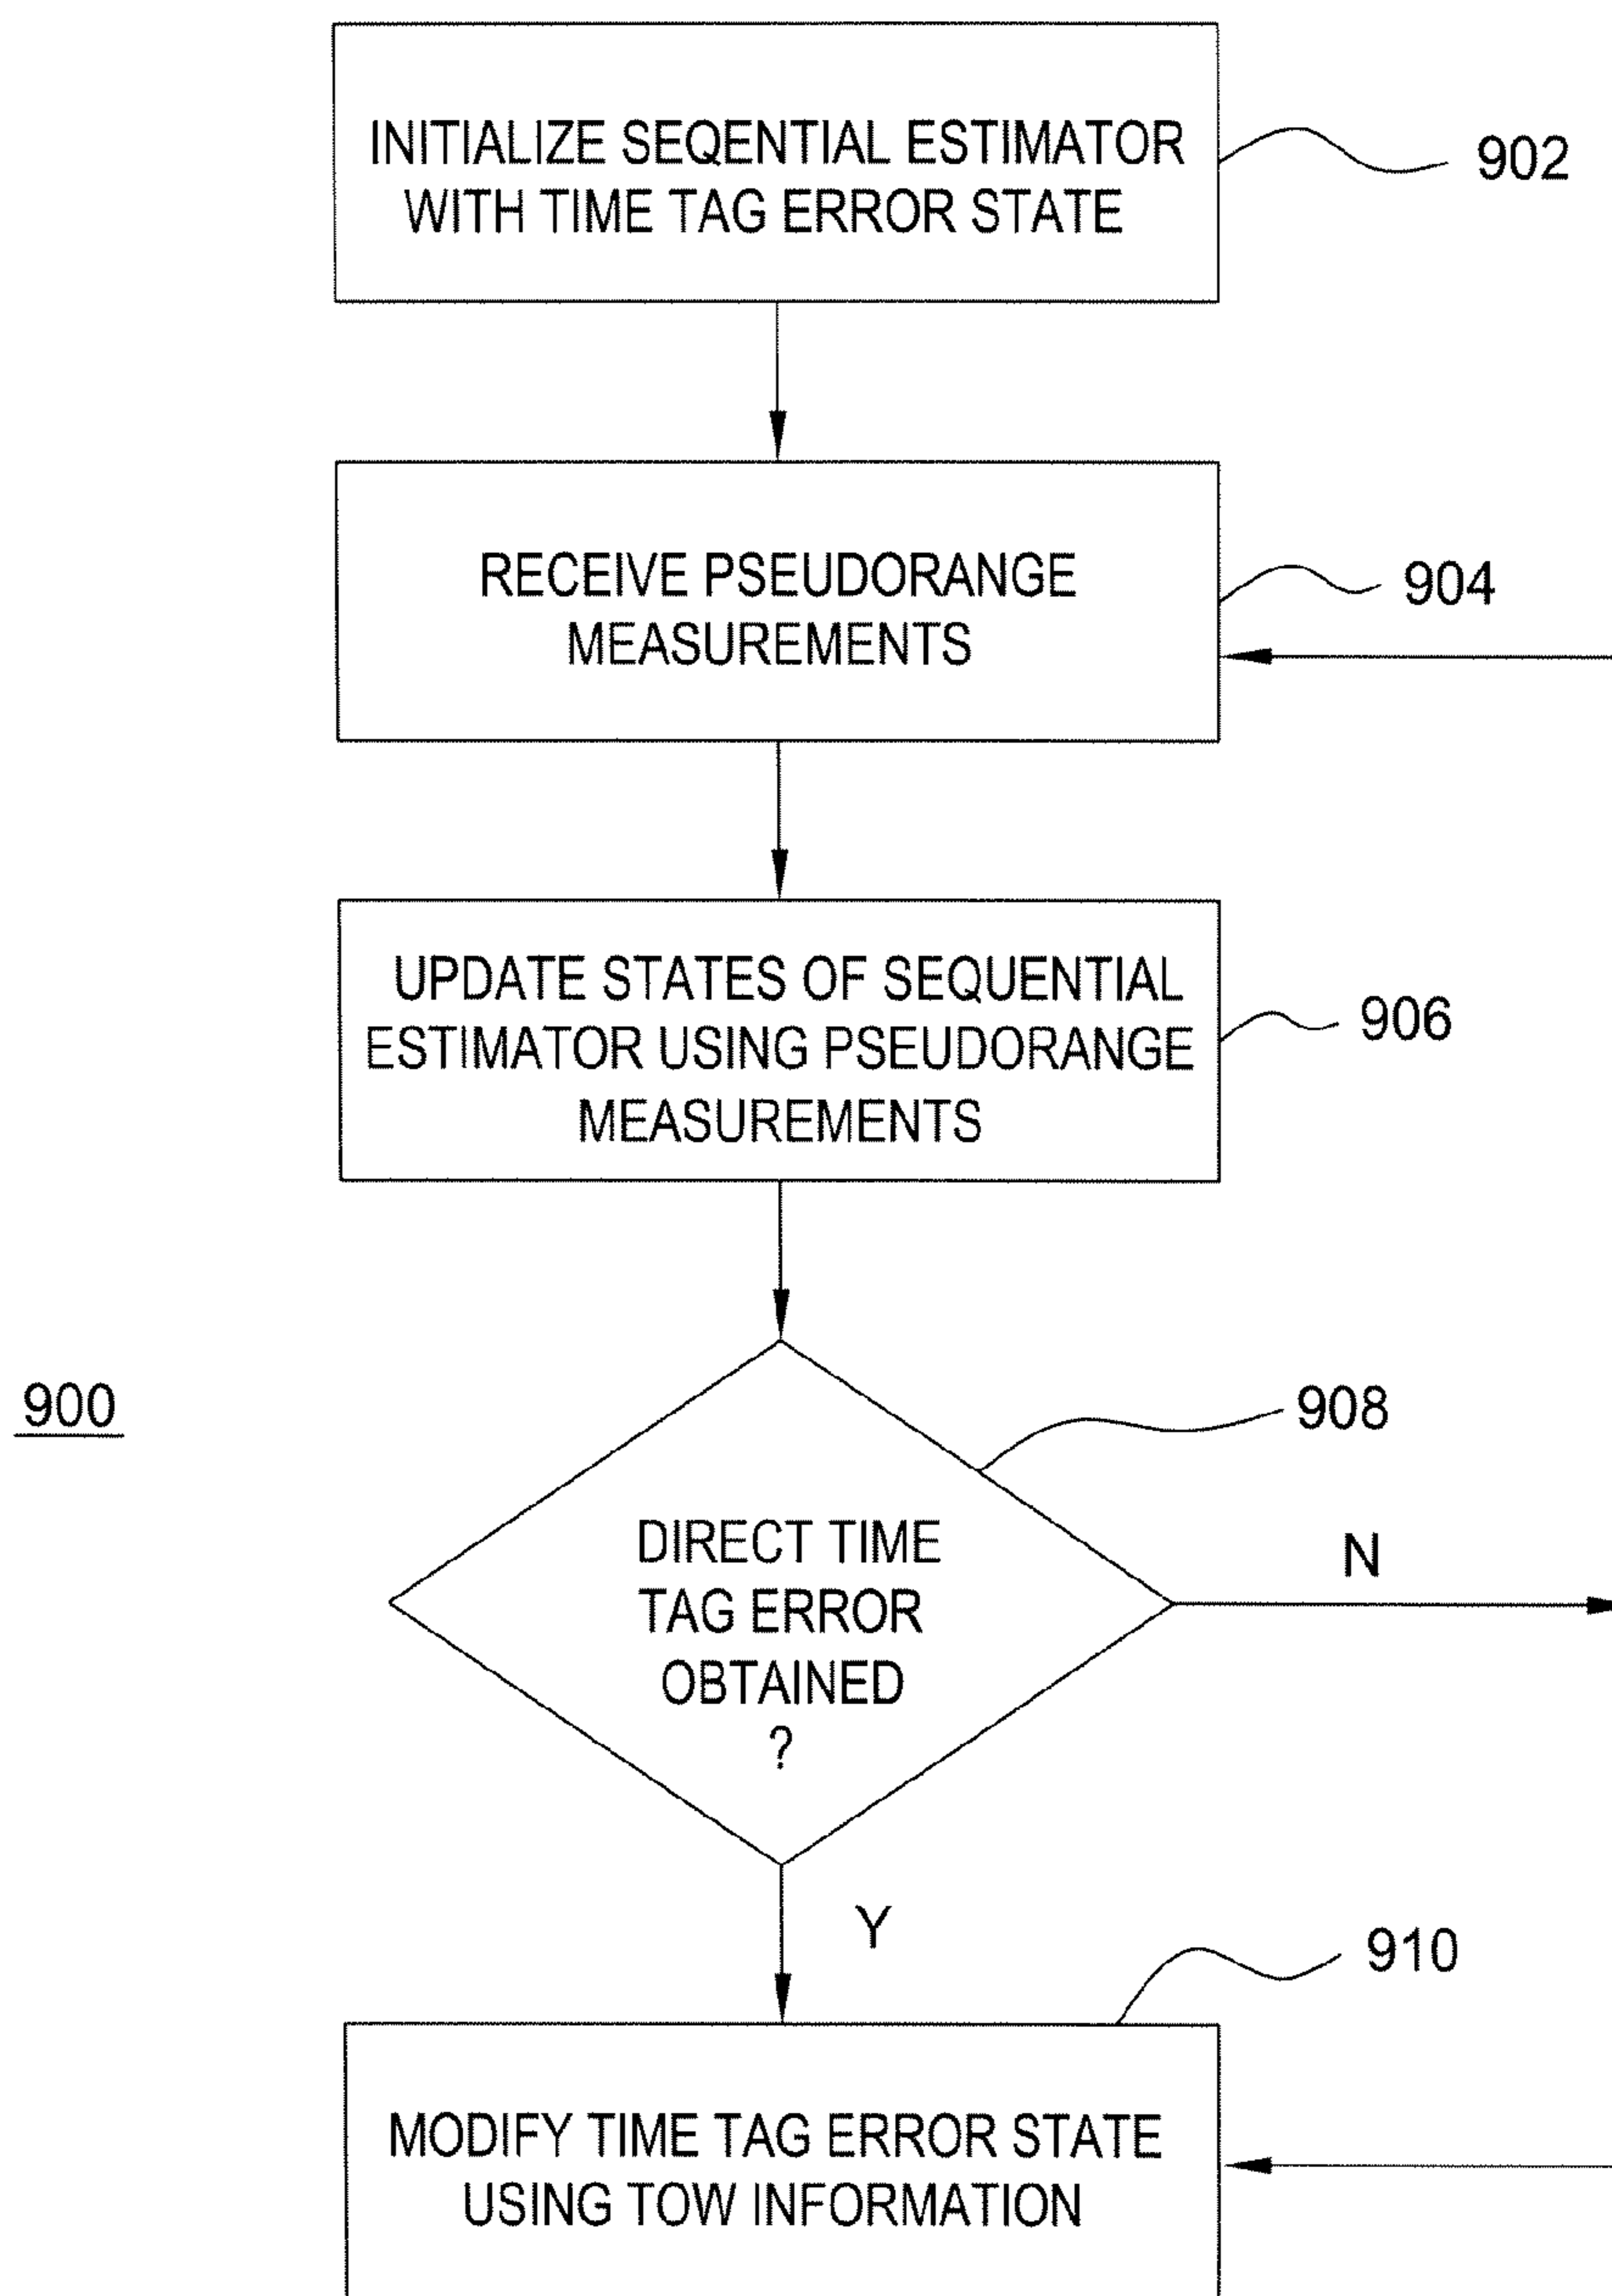 INITIALIZE SEQENTIAL ESTIMATOR
WITH TIME TAG ERROR STATE
902
RECEIVE PSEUDORANGE
MEASUREMENTS
904
UPDATE STATES OF SEQUENTIAL
ESTIMATOR USING PSEUDORANGE
MEASUREMENTS
906
900
908
DIRECT TIME
TAG ERROR
OBTAINED
?
N
Y
910
MODIFY TIME TAG ERROR STATE
USING TOW INFORMATION